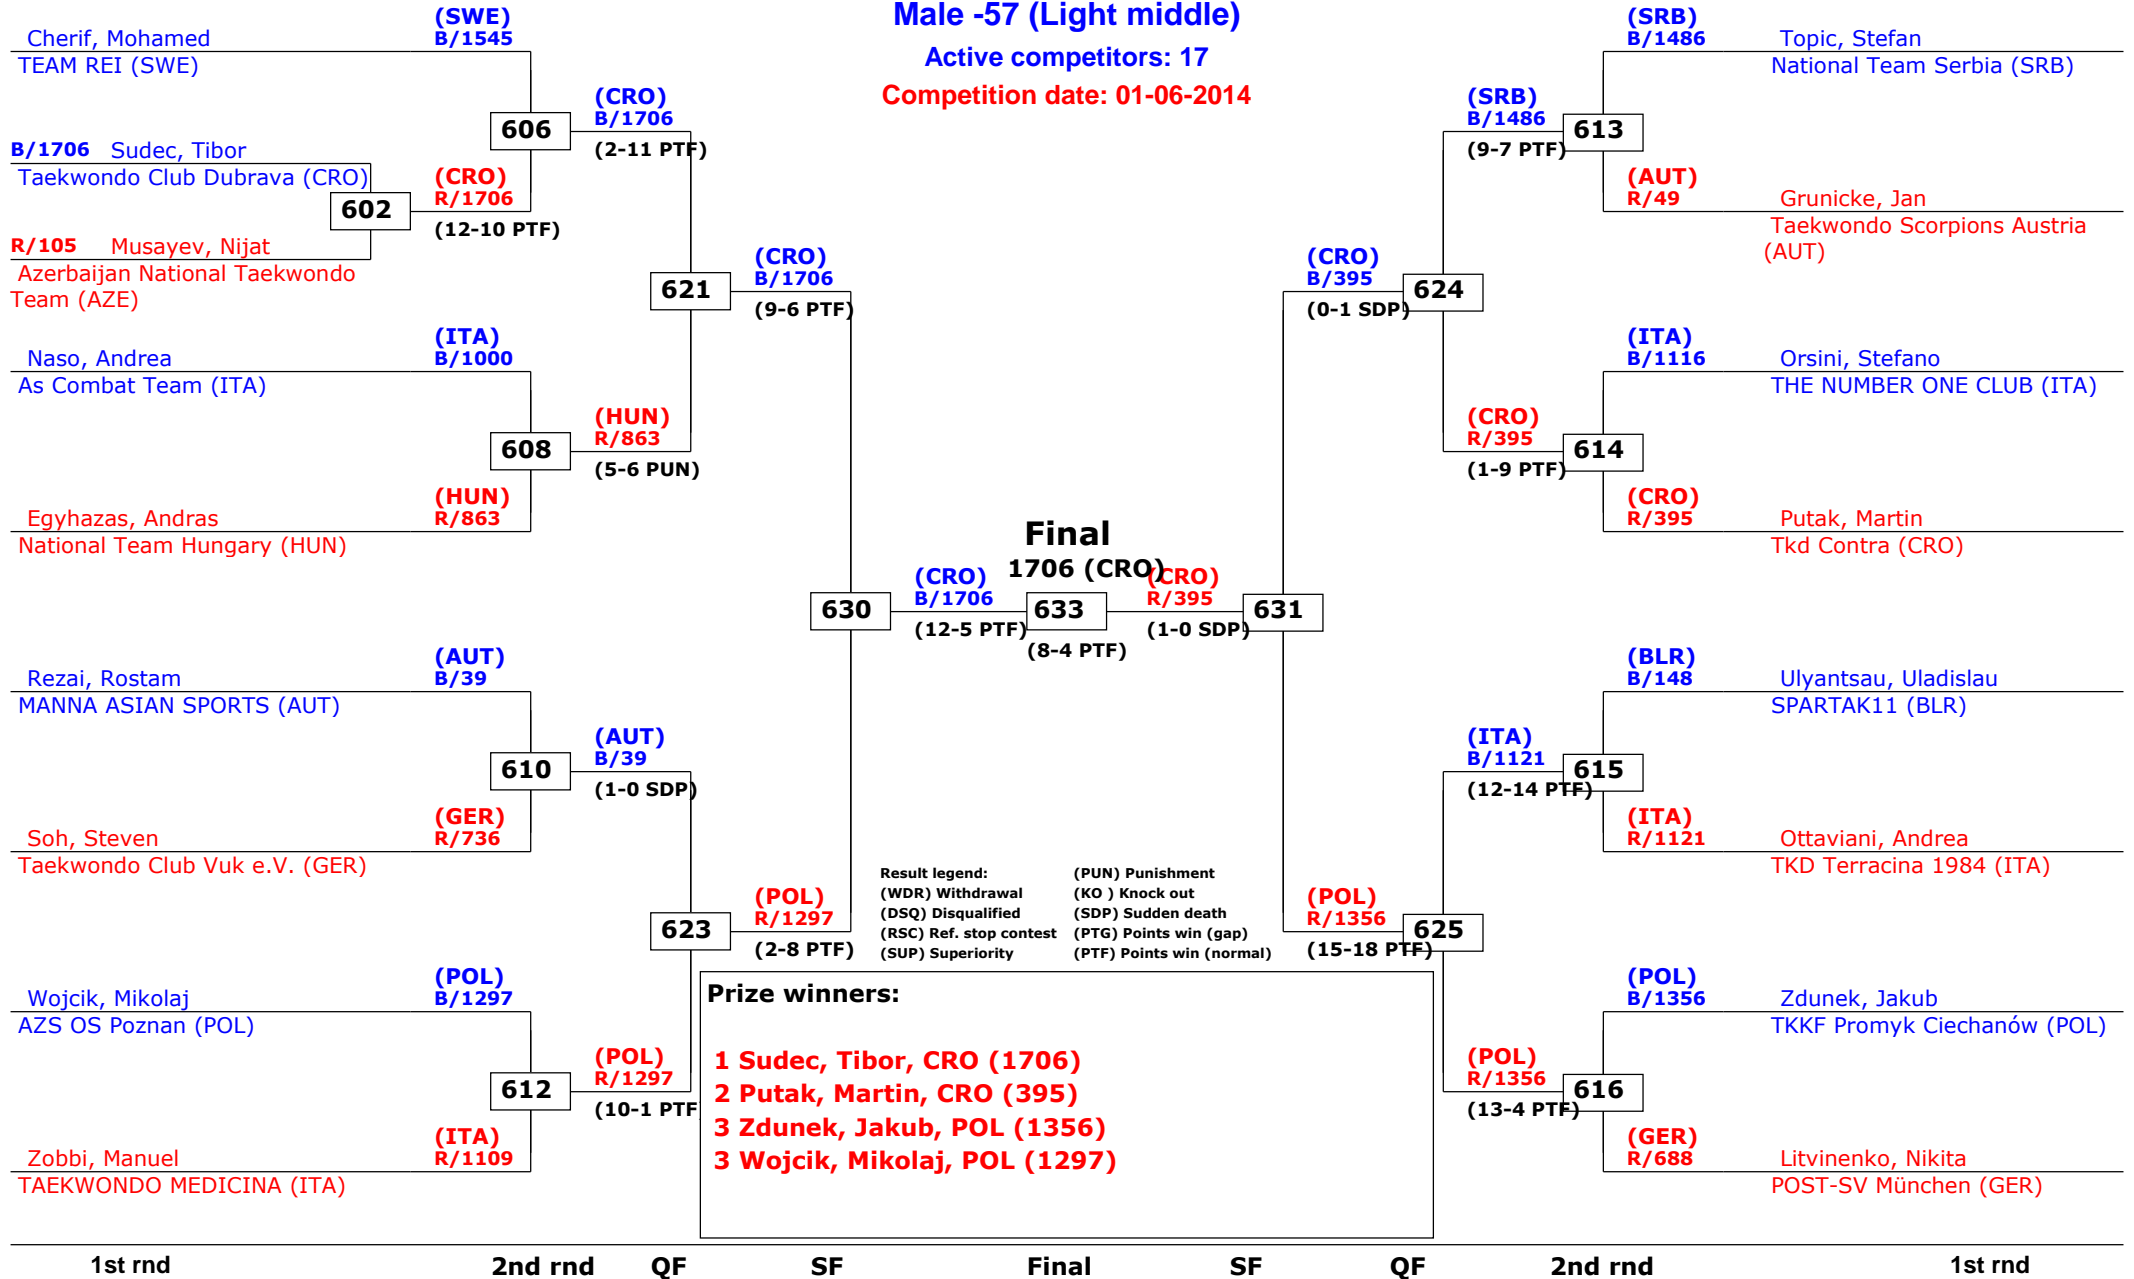 Male -57 (Light middle)
Active competitors: 17
Competition date: 01-06-2014
Cherif, Mohamed
TEAM REI (SWE)
(SWE)
B/1545
B/1706 Sudec, Tibor
Taekwondo Club Dubrava (CRO)
602
R/105 Musayev, Nijat
Azerbaijan National Taekwondo
Team (AZE)
(CRO)
R/1706
(12-10 PTF)
606
(CRO)
B/1706
(2-11 PTF)
Naso, Andrea
As Combat Team (ITA)
(ITA)
B/1000
608
Egyhazas, Andras
National Team Hungary (HUN)
(HUN)
R/863
(HUN)
R/863
(5-6 PUN)
621
(CRO)
B/1706
(9-6 PTF)
Rezai, Rostam
MANNA ASIAN SPORTS (AUT)
(AUT)
B/39
610
Soh, Steven
Taekwondo Club Vuk e.V. (GER)
(GER)
R/736
(AUT)
B/39
(1-0 SDP)
623
Wojcik, Mikolaj
AZS OS Poznan (POL)
(POL)
B/1297
612
Zobbi, Manuel
TAEKWONDO MEDICINA (ITA)
(ITA)
R/1109
(POL)
R/1297
(10-1 PTF
(POL)
R/1297
(2-8 PTF)
630
(CRO)
B/1706
(12-5 PTF)
Final
1706 (CRO)
633
(8-4 PTF)
(CRO)
R/395
(1-0 SDP)
631
(CRO)
B/395
(0-1 SDP)
624
(SRB)
B/1486
(9-7 PTF)
613
(SRB)
B/1486
Topic, Stefan
National Team Serbia (SRB)
(AUT)
R/49
Grunicke, Jan
Taekwondo Scorpions Austria
(AUT)
(CRO)
R/395
(1-9 PTF)
614
(ITA)
B/1116
Orsini, Stefano
THE NUMBER ONE CLUB (ITA)
(CRO)
R/395
Putak, Martin
Tkd Contra (CRO)
(POL)
R/1356
(15-18 PTF)
625
(ITA)
B/1121
(12-14 PTF)
615
(BLR)
B/148
Ulyantsau, Uladislau
SPARTAK11 (BLR)
(ITA)
R/1121
Ottaviani, Andrea
TKD Terracina 1984 (ITA)
(POL)
R/1356
(13-4 PTF)
616
(POL)
B/1356
Zdunek, Jakub
TKKF Promyk Ciechanów (POL)
(GER)
R/688
Litvinenko, Nikita
POST-SV München (GER)
Result legend: (PUN) Punishment
(WDR) Withdrawal (KO ) Knock out
(DSQ) Disqualified (SDP) Sudden death
(RSC) Ref. stop contest (PTG) Points win (gap)
(SUP) Superiority (PTF) Points win (normal)
Prize winners:
1 Sudec, Tibor, CRO (1706)
2 Putak, Martin, CRO (395)
3 Zdunek, Jakub, POL (1356)
3 Wojcik, Mikolaj, POL (1297)
1st rnd 2nd rnd QF SF Final SF QF 2nd rnd 1st rnd